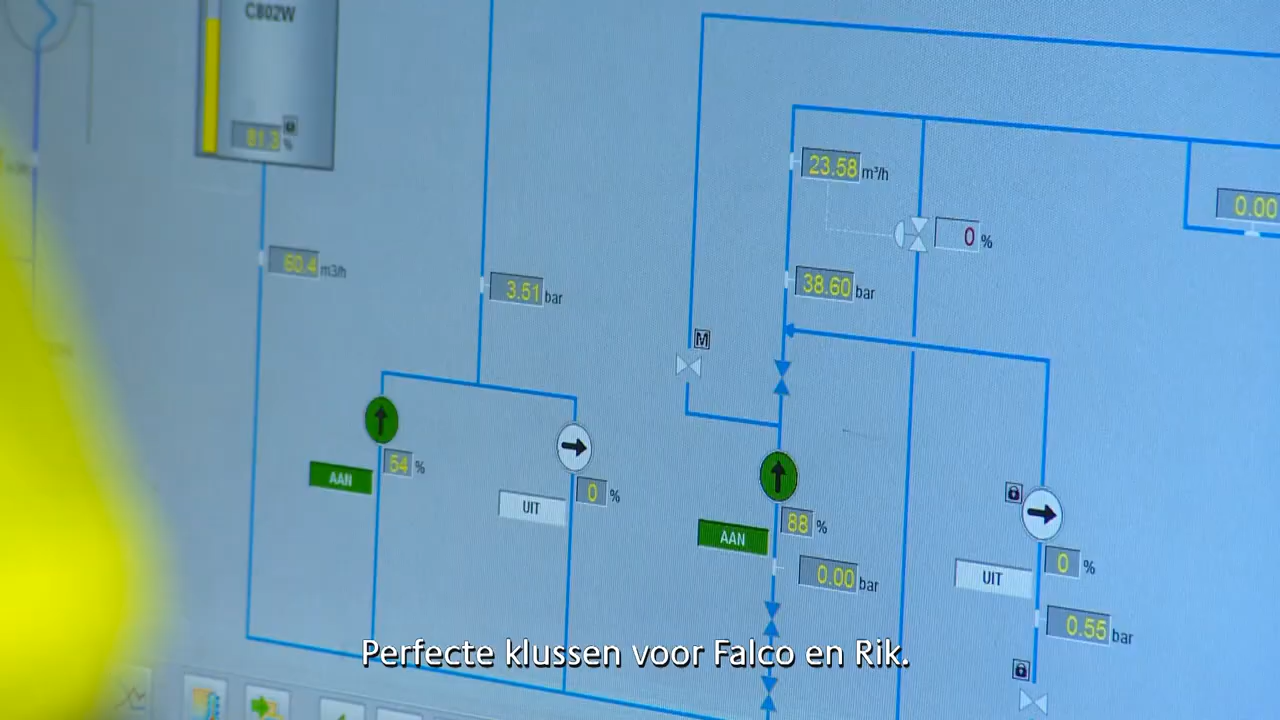 C802W
81.3 %
23.58 m³/h
0.00
0 %
60.4 m3/h
3.51 bar
38.60 bar
M
54 %
AAN
0 %
UIT
88 %
AAN
0 %
0.00 bar
UIT
0.55 bar
Perfecte klussen voor Falco en Rik.